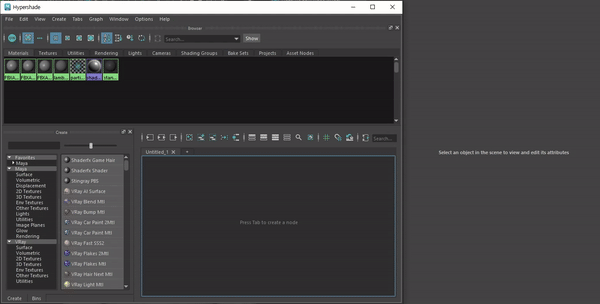 Hypershade
File Edit View Create Tabs Graph Window Options Help
Browser
Search...
Show
Materials Textures Utilities Rendering Lights Cameras Shading Groups Bake Sets Projects Asset Nodes
FBXA... FBXA... FBXA... lamb... parti... shad... stan...
Create
Search...
Favorites
Maya
Maya
Surface
Volumetric
Displacement
2D Textures
3D Textures
Env Textures
Other Textures
Lights
Utilities
Image Planes
Glow
Rendering
VRay
Surface
Volumetric
2D Textures
3D Textures
Env Textures
Other Textures
Utilities
Shaderfx Game Hair
Shaderfx Shader
Stingray PBS
VRay Al Surface
VRay Blend Mtl
VRay Bump Mtl
VRay Car Paint 2Mtl
VRay Car Paint Mtl
VRay Fast SSS2
VRay Flakes 2Mtl
VRay Flakes Mtl
VRay Hair Next Mtl
VRay Light Mtl
Untitled_1
Press Tab to create a node
Create Bins
Select an object in the scene to view and edit its attributes